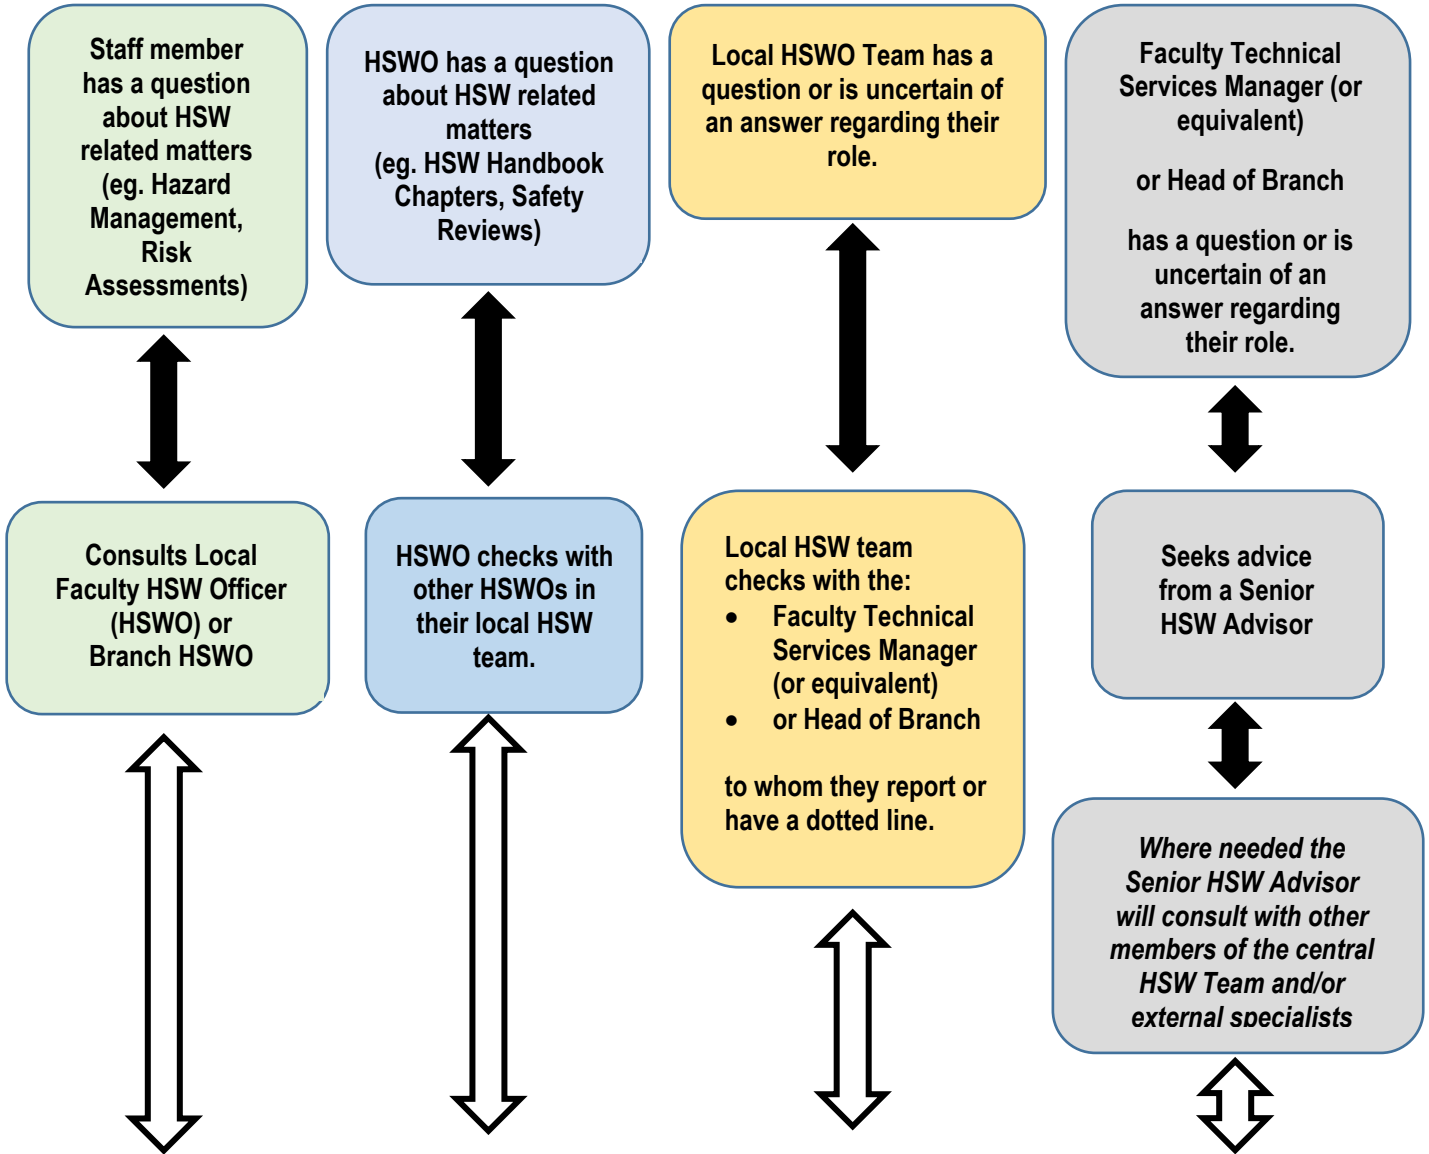 Staff member
has a question
about HSW
related matters
(eg. Hazard
Management,
Risk
Assessments)
HSWO has a question
about HSW related
matters
(eg. HSW Handbook
Chapters, Safety
Reviews)
Local HSWO Team has a
question or is uncertain of
an answer regarding their
role.
Faculty Technical
Services Manager (or
equivalent)
or Head of Branch
has a question or is
uncertain of an
answer regarding
their role.
Consults Local
Faculty HSW Officer
(HSWO) or
Branch HSWO
HSWO checks with
other HSWOs in
their local HSW
team.
Local HSW team
checks with the:
• Faculty Technical
Services Manager
(or equivalent)
• or Head of Branch
to whom they report or
have a dotted line.
Seeks advice
from a Senior
HSW Advisor
Where needed the
Senior HSW Advisor
will consult with other
members of the central
HSW Team and/or
external specialists